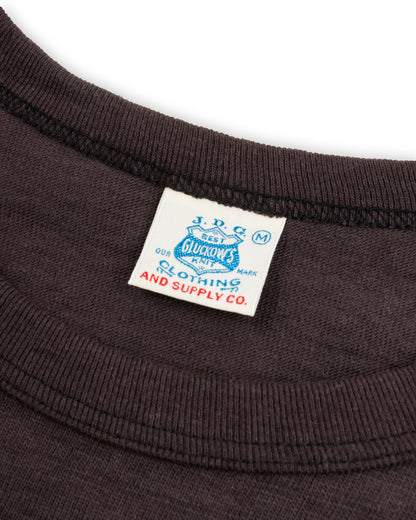 J. D. G.
M
BEST
GLUCKOW'S
KNIT
OUR MARK
CLOTHING
AND SUPPLY CO.